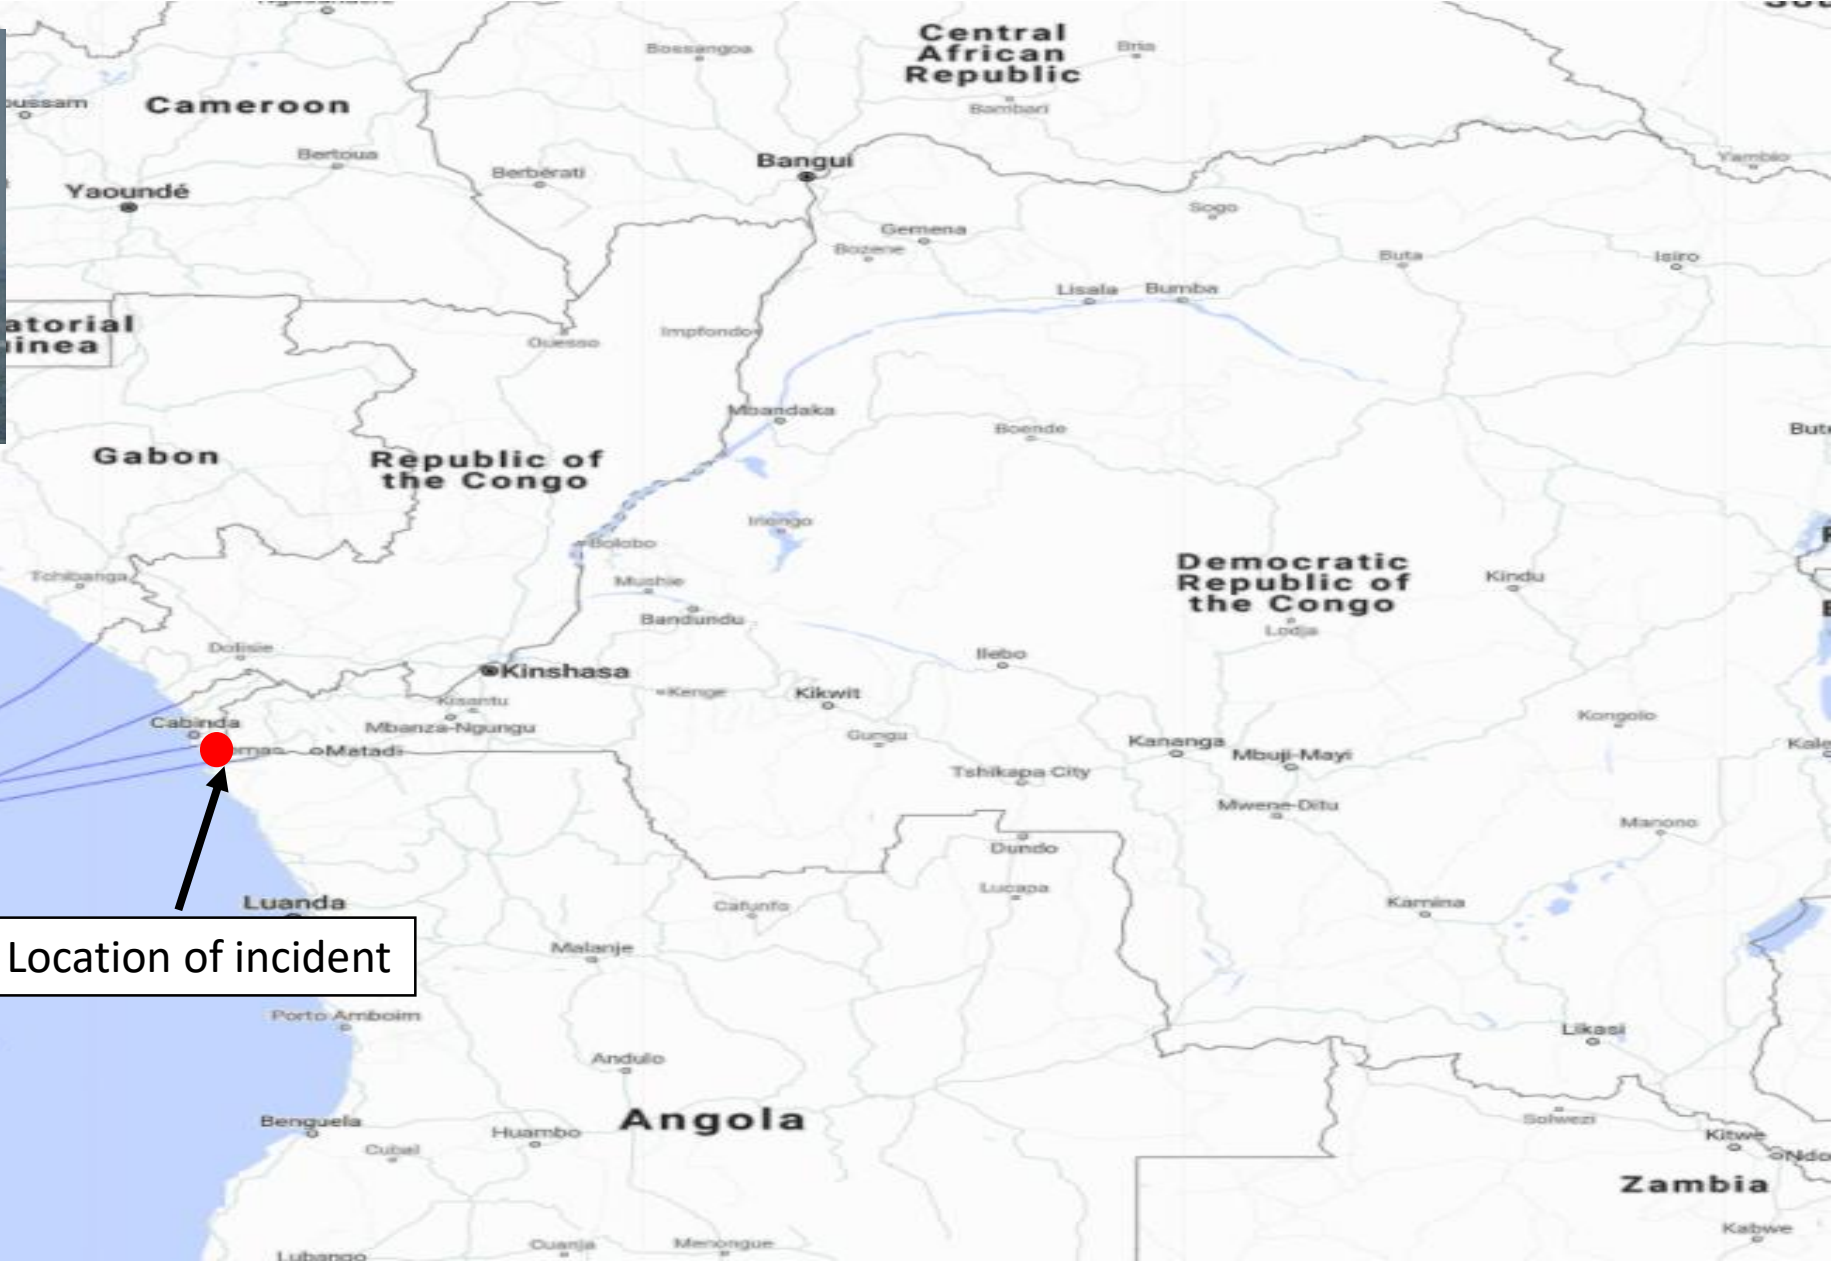 Central
African
Republic
Bossangoa
Bria
Cameroon
Bambari
Bertoua
Bangui
Berbérati
Yambio
Yaoundé
Sogo
Gemena
Bozene
Buta
Isiro
Lisala
Bumba
Impfondo
Ouesso
Mbandaka
Boende
Gabon
Republic of
the Congo
Bolobo
Democratic
Republic of
the Congo
Tchibanga
Mushie
Kindu
Bandundu
Lodja
Dolisie
Ilebo
Kinshasa
Kenge
Kikwit
Kisantu
Kongolo
Cabinda
Mbanza-Ngungu
Gungu
Kananga
Matadi
Mbuji-Mayi
Tshikapa City
Mwene-Ditu
Manono
Dundo
Lucapa
Luanda
Cafunfo
Kamina
Malanje
Location of incident
Porto Amboim
Likasi
Andulo
Benguela
Huambo
Angola
Solwezi
Cubal
Kitwe
Ndo
Zambia
Kabwe
Cuanja
Menongue
Lubango